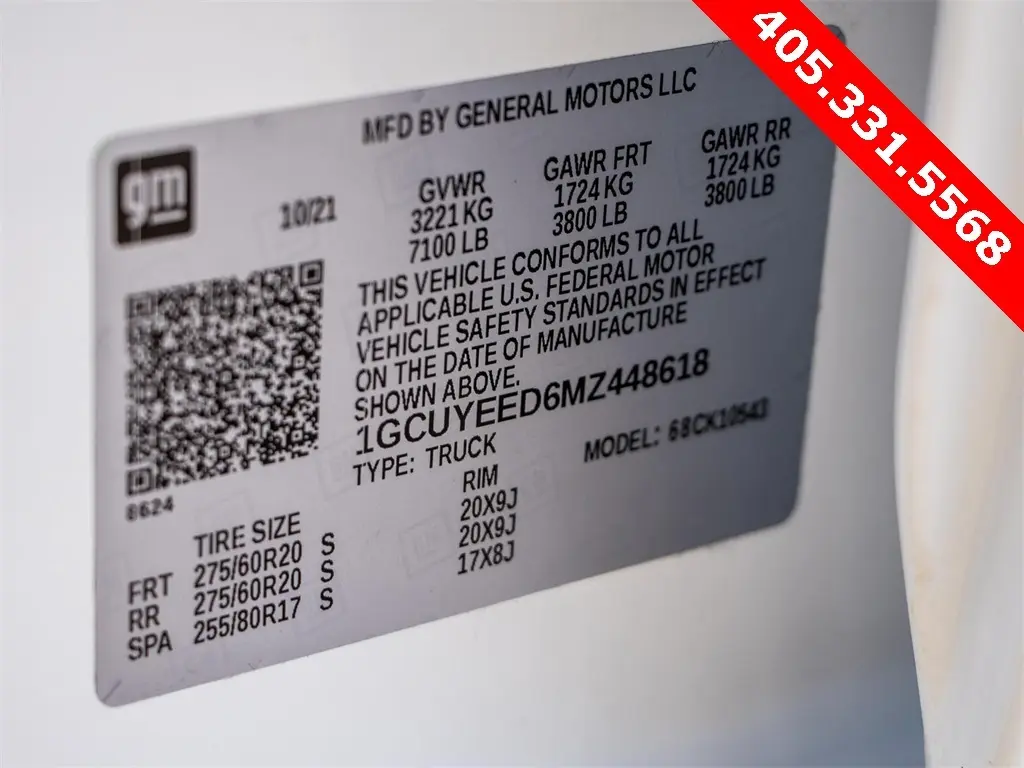 405.331.5568
MFD BY GENERAL MOTORS LLC
gm
10/21
GVWR GAWR FRT GAWR RR
3221 KG 1724 KG 1724 KG
7100 LB 3800 LB 3800 LB
THIS VEHICLE CONFORMS TO ALL
APPLICABLE U.S. FEDERAL MOTOR
VEHICLE SAFETY STANDARDS IN EFFECT
ON THE DATE OF MANUFACTURE
SHOWN ABOVE.
1GCUYEED6MZ448618
TYPE: TRUCK MODEL: 68CK10543
8624
TIRE SIZE RIM
FRT 275/60R20 S 20X9J
RR 275/60R20 S 20X9J
SPA 255/80R17 S 17X8J